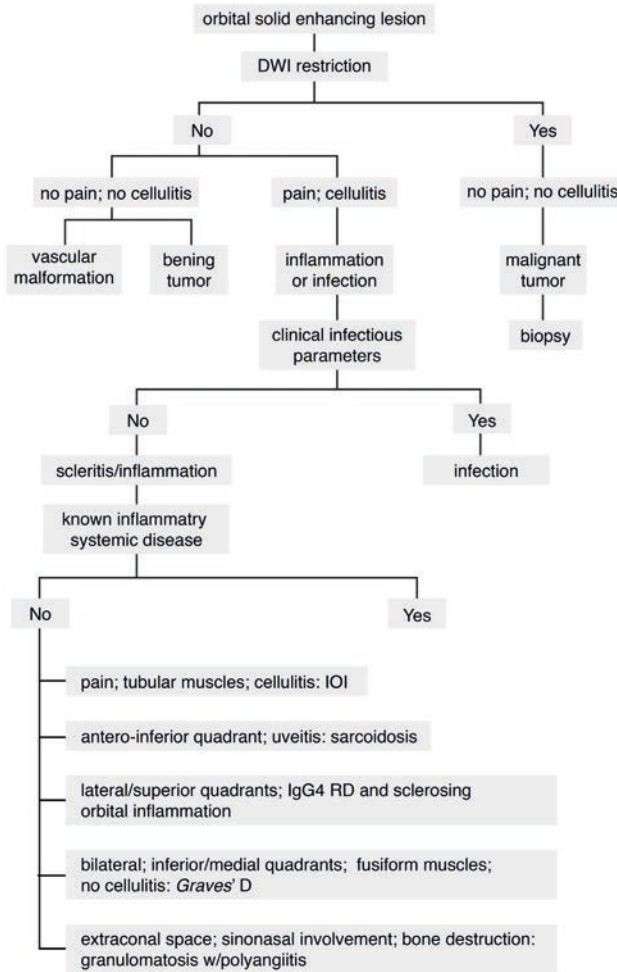 orbital solid enhancing lesion
DWI restriction
No
Yes
no pain; no cellulitis
pain; cellulitis
no pain; no cellulitis
vascular
malformation
bening
tumor
inflammation
or infection
malignant
tumor
clinical infectious
parameters
biopsy
No
Yes
scleritis/inflammation
infection
known inflammatry
systemic disease
No
Yes
pain; tubular muscles; cellulitis: IOI
antero-inferior quadrant; uveitis: sarcoidosis
lateral/superior quadrants; IgG4 RD and sclerosing
orbital inflammation
bilateral; inferior/medial quadrants; fusiform muscles;
no cellulitis: Graves' D
extraconal space; sinonasal involvement; bone destruction:
granulomatosis w/polyangiitis